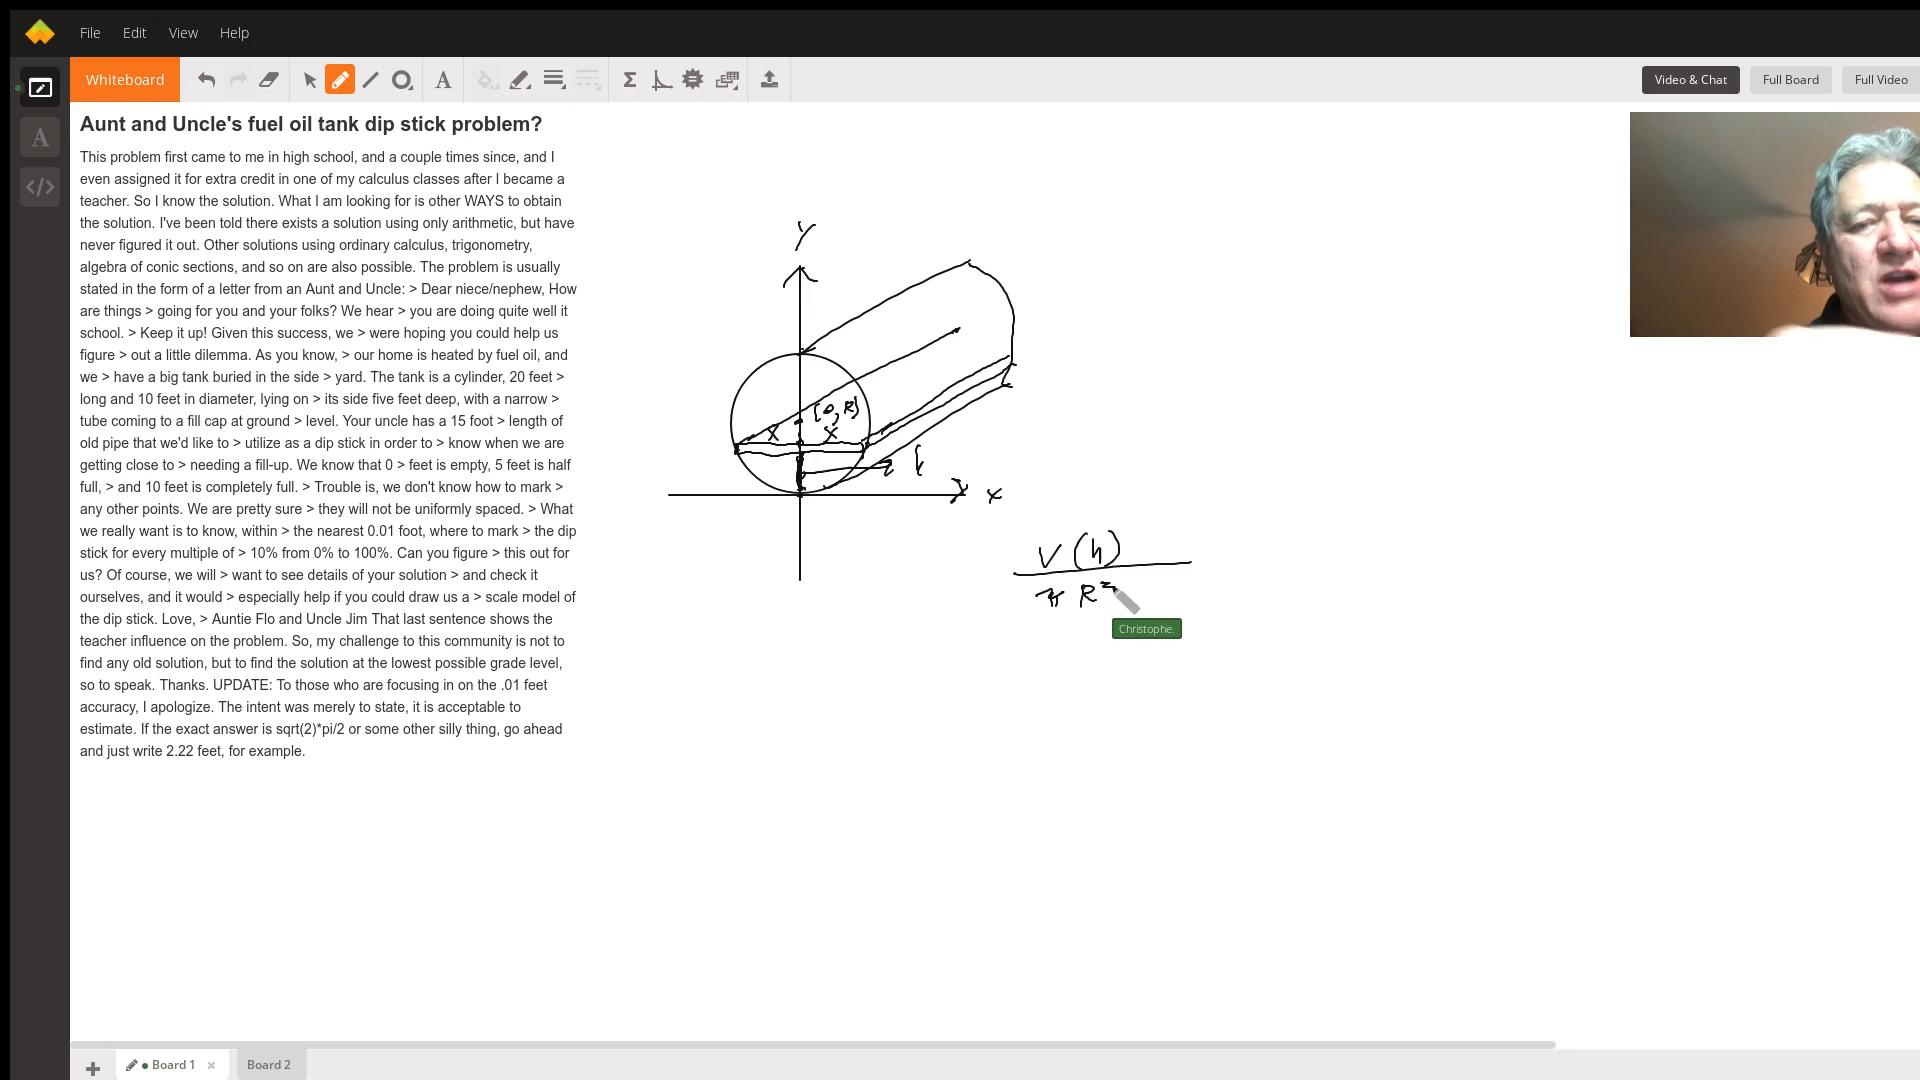 File Edit View Help
Whiteboard
Video & Chat Full Board Full Video
Aunt and Uncle's fuel oil tank dip stick problem?
This problem first came to me in high school, and a couple times since, and I
even assigned it for extra credit in one of my calculus classes after I became a
teacher. So I know the solution. What I am looking for is other WAYS to obtain
the solution. I've been told there exists a solution using only arithmetic, but have
never figured it out. Other solutions using ordinary calculus, trigonometry,
algebra of conic sections, and so on are also possible. The problem is usually
stated in the form of a letter from an Aunt and Uncle: > Dear niece/nephew, How
are things > going for you and your folks? We hear > you are doing quite well it
school. > Keep it up! Given this success, we > were hoping you could help us
figure > out a little dilemma. As you know, > our home is heated by fuel oil, and
we > have a big tank buried in the side > yard. The tank is a cylinder, 20 feet >
long and 10 feet in diameter, lying on > its side five feet deep, with a narrow >
tube coming to a fill cap at ground > level. Your uncle has a 15 foot > length of
old pipe that we'd like to > utilize as a dip stick in order to > know when we are
getting close to > needing a fill-up. We know that 0 > feet is empty, 5 feet is half
full, > and 10 feet is completely full. > Trouble is, we don't know how to mark >
any other points. We are pretty sure > they will not be uniformly spaced. > What
we really want is to know, within > the nearest 0.01 foot, where to mark > the dip
stick for every multiple of > 10% from 0% to 100%. Can you figure > this out for
us? Of course, we will > want to see details of your solution > and check it
ourselves, and it would > especially help if you could draw us a > scale model of
the dip stick. Love, > Auntie Flo and Uncle Jim That last sentence shows the
teacher influence on the problem. So, my challenge to this community is not to
find any old solution, but to find the solution at the lowest possible grade level,
so to speak. Thanks. UPDATE: To those who are focusing in on the .01 feet
accuracy, I apologize. The intent was merely to state, it is acceptable to
estimate. If the exact answer is sqrt(2)*pi/2 or some other silly thing, go ahead
and just write 2.22 feet, for example.
Y
(0, R)
x x
x
V(h)
π R²
Christophe.
Board 1 Board 2